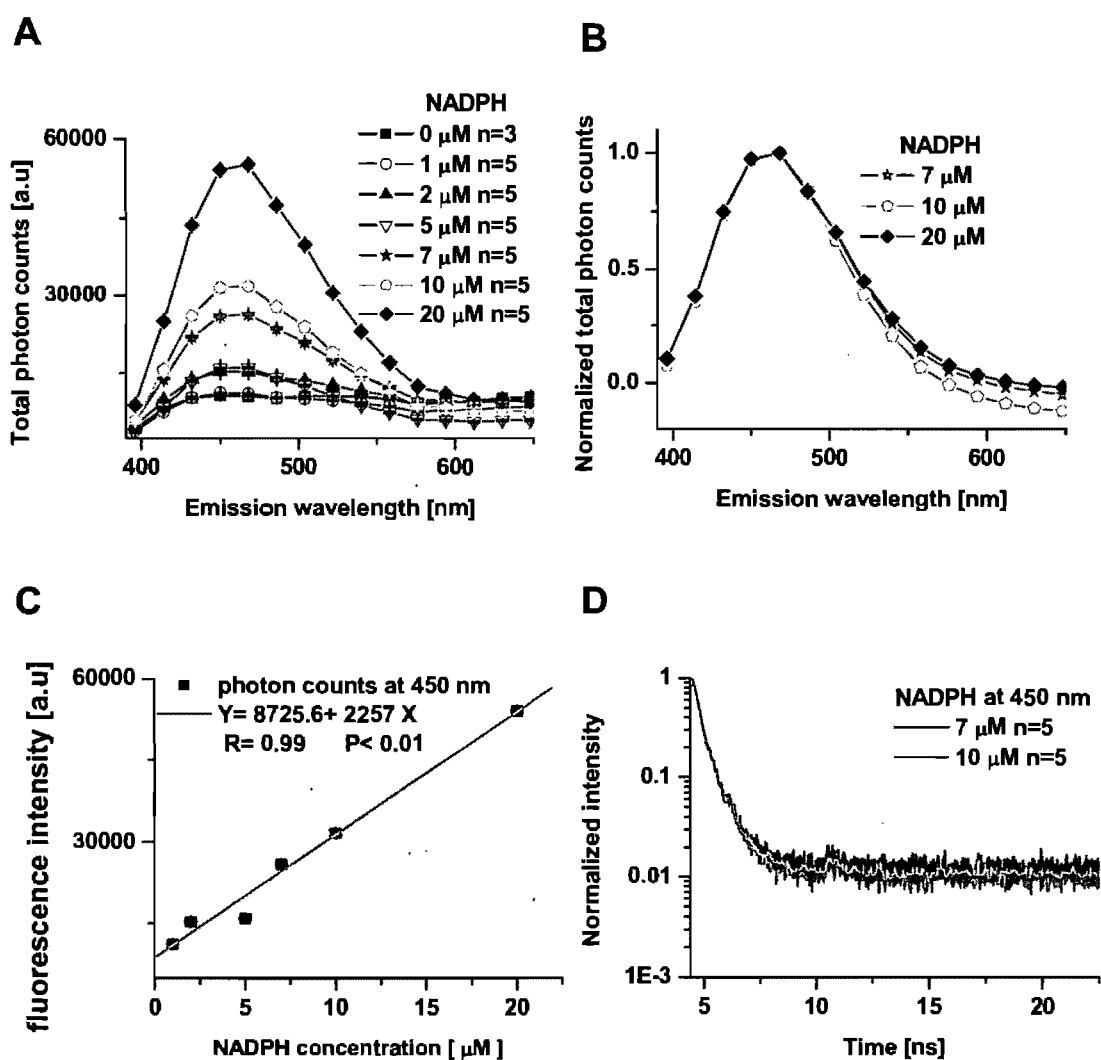 A
NADPH
0 μM n=3
1 μM n=5
2 μM n=5
5 μM n=5
7 μM n=5
10 μM n=5
20 μM n=5
Total photon counts [a.u]
60000
30000
400
500
600
Emission wavelength [nm]
B
NADPH
7 μM
10 μM
20 μM
Normalized total photon counts
1.0
0.5
0.0
400
500
600
Emission wavelength [nm]
C
photon counts at 450 nm
Y= 8725.6+ 2257 X
R= 0.99 P< 0.01
fluorescence intensity [a.u]
60000
30000
0
5
10
15
20
NADPH concentration [ μM ]
D
NADPH at 450 nm
7 μM n=5
10 μM n=5
Normalized intensity
1
0.1
0.01
1E-3
5
10
15
20
Time [ns]